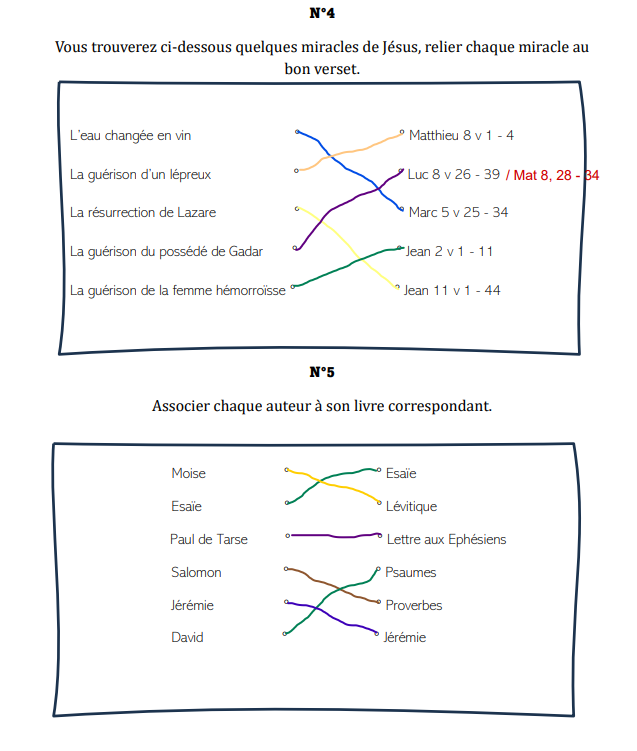 N°4
Vous trouverez ci-dessous quelques miracles de Jésus, relier chaque miracle au
bon verset.
L'eau changée en vin
Matthieu 8 v 1 - 4
La guérison d'un lépreux
Luc 8 v 26 - 39 / Mat 8, 28 - 34
La résurrection de Lazare
Marc 5 v 25 - 34
La guérison du possédé de Gadar
Jean 2 v 1 - 11
La guérison de la femme hémorroïsse
Jean 11 v 1 - 44
N°5
Associer chaque auteur à son livre correspondant.
Moise
Esaïe
Esaïe
Lévitique
Paul de Tarse
Lettre aux Ephésiens
Salomon
Psaumes
Jérémie
Proverbes
David
Jérémie